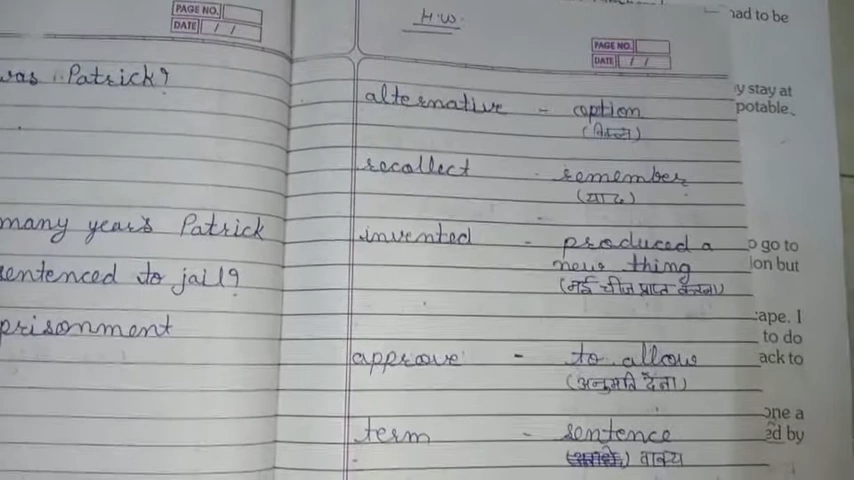 PAGE NO.
DATE / /
was Patrick?
many years Patrick
sentenced to jail?
prisonment
H.W.
PAGE NO.
DATE / /
alternative - option
(विकल्प)
recollect - remember
(याद)
invented - produced a
new thing
(नई चीज प्राप्त करना)
approve - to allow
(अनुमति देना)
term - sentence
वाक्य
had to be
y stay at
potable.
o go to
ion but
cape. I
to do
ack to
one a
ed by